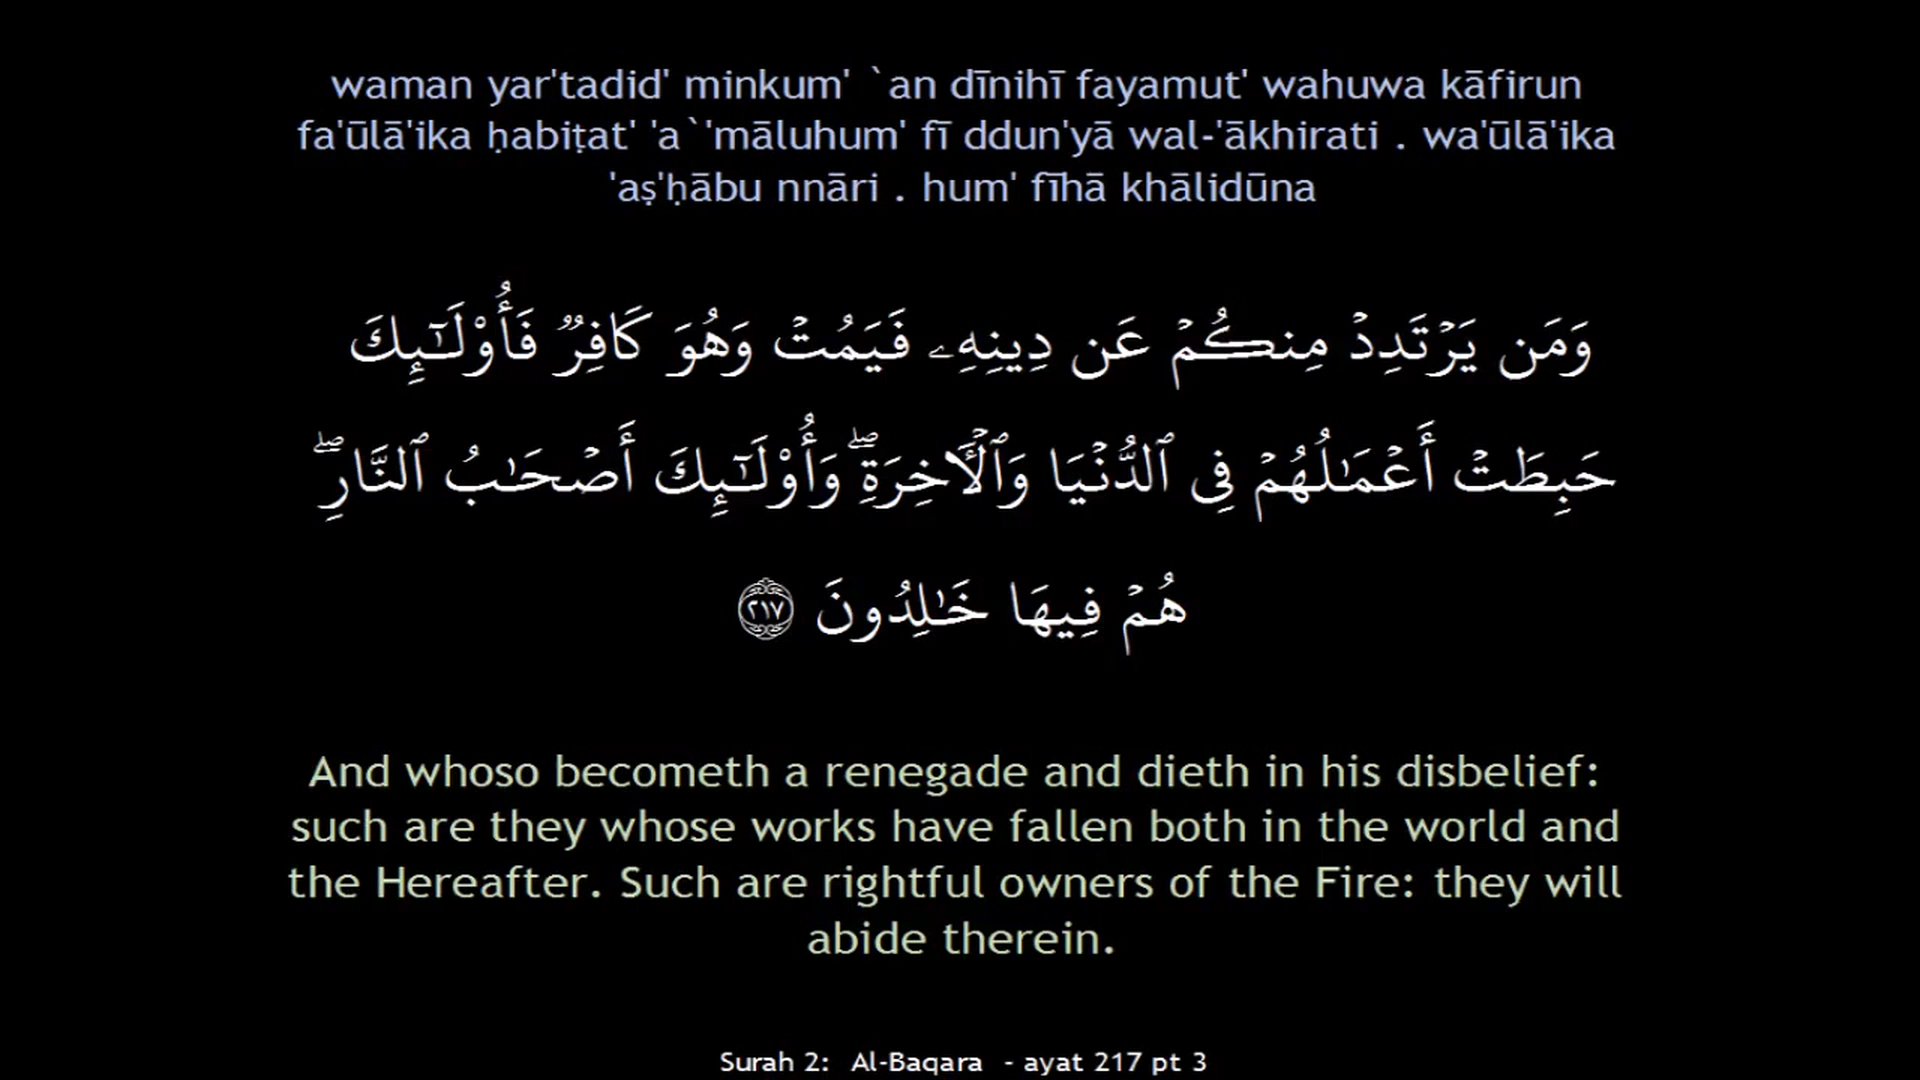 waman yar'tadid' minkum' `an dīnihī fayamut' wahuwa kāfirun
fa'ūlā'ika ḥabiṭat' 'a`'māluhum' fī ddun'yā wal-'ākhirati . wa'ūlā'ika
'aṣ'ḥābu nnāri . hum' fīhā khālidūna
وَمَن يَرۡتَدِدۡ مِنكُمۡ عَن دِينِهِۦ فَيَمُتۡ وَهُوَ كَافِرٞ فَأُوْلَـٰٓئِكَ
حَبِطَتۡ أَعۡمَـٰلُهُمۡ فِي ٱلدُّنۡيَا وَٱلۡأَخِرَةِۖ وَأُوْلَـٰٓئِكَ أَصۡحَـٰبُ ٱلنَّارِۖ
هُمۡ فِيهَا خَـٰلِدُونَ ٢١٧
And whoso becometh a renegade and dieth in his disbelief:
such are they whose works have fallen both in the world and
the Hereafter. Such are rightful owners of the Fire: they will
abide therein.
Surah 2: Al-Baqara - ayat 217 pt 3